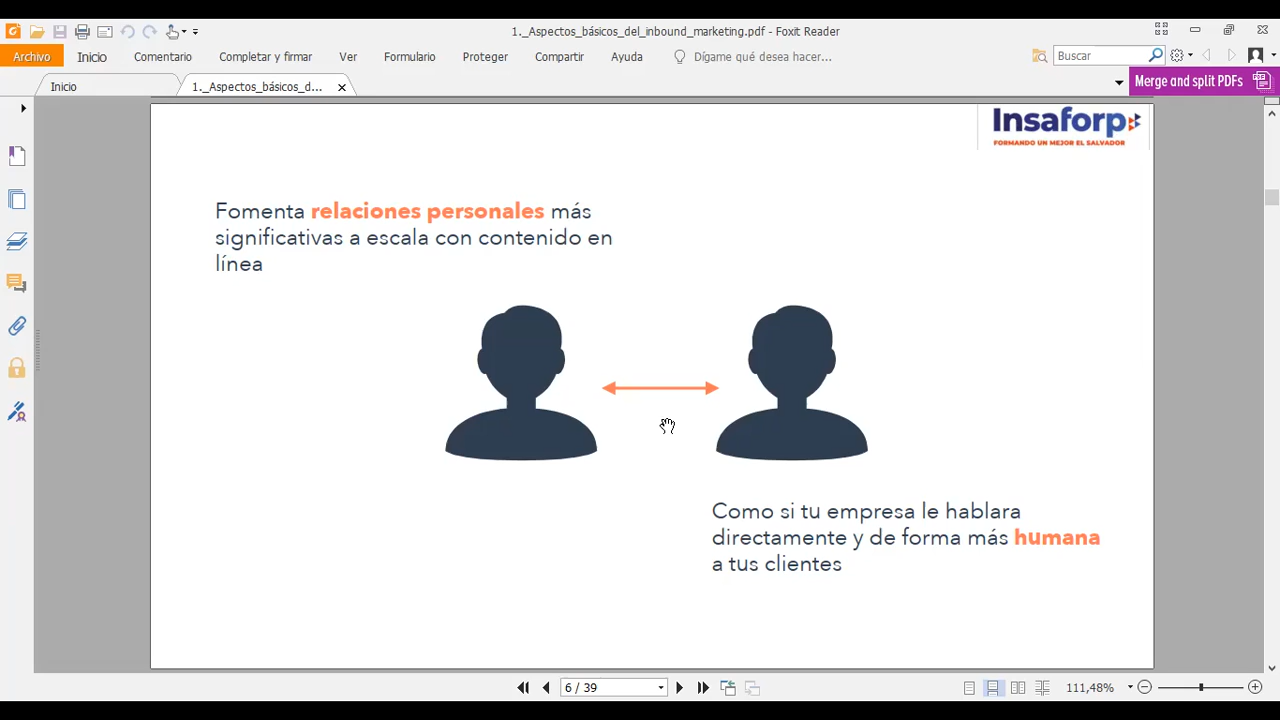 1._Aspectos_básicos_del_inbound_marketing.pdf - Foxit Reader
Archivo Inicio Comentario Completar y firmar Ver Formulario Proteger Compartir Ayuda Dígame qué desea hacer... Buscar
Inicio 1._Aspectos_básicos_d... Merge and split PDFs
Insaforp
FORMANDO UN MEJOR EL SALVADOR
Fomenta relaciones personales más
significativas a escala con contenido en
línea
Como si tu empresa le hablara
directamente y de forma más humana
a tus clientes
6 / 39 111,48%